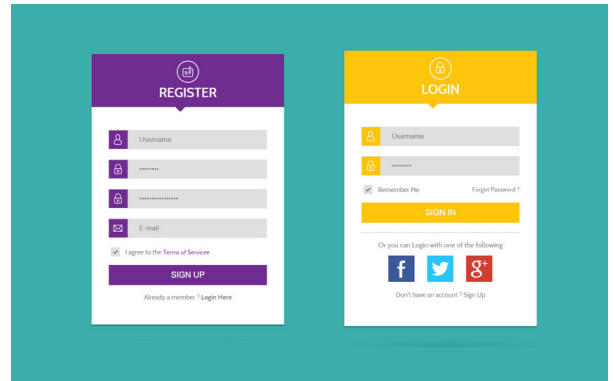 REGISTER
Username
********
****************
E-mail
I agree to the Terms of Servicee
SIGN UP
Already a member ? Login Here
LOGIN
Username
********
Remember Me
Forgot Password ?
SIGN IN
Or you can Login with one of the following
f
g+
Don't have an account ? Sign Up